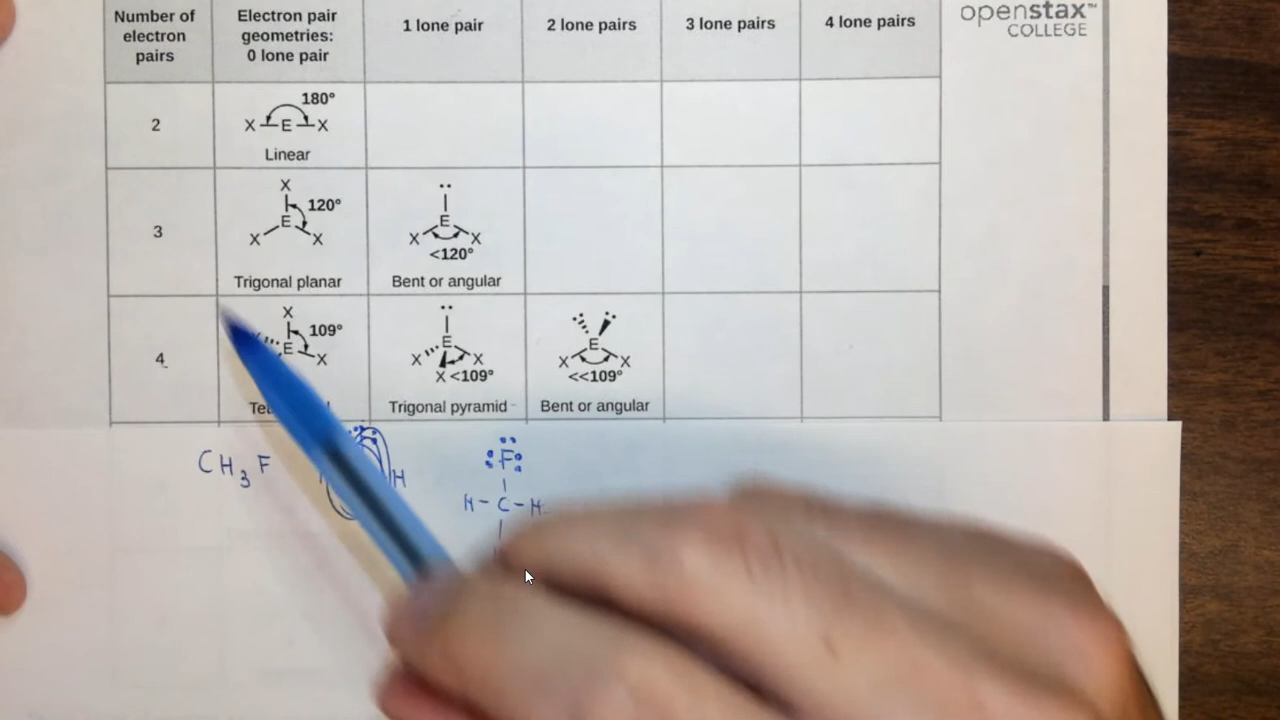 Number of electron pairs
Electron pair geometries: 0 lone pair
1 lone pair
2 lone pairs
3 lone pairs
4 lone pairs
openstax™
COLLEGE
2
180°
X E X
Linear
3
X
120°
E
X X
Trigonal planar
E
X X
<120°
Bent or angular
4
X
109°
E
X
E
X X
X <109°
Trigonal pyramid
E
X X
<<109°
Bent or angular
CH3F
H
F
H-C-H